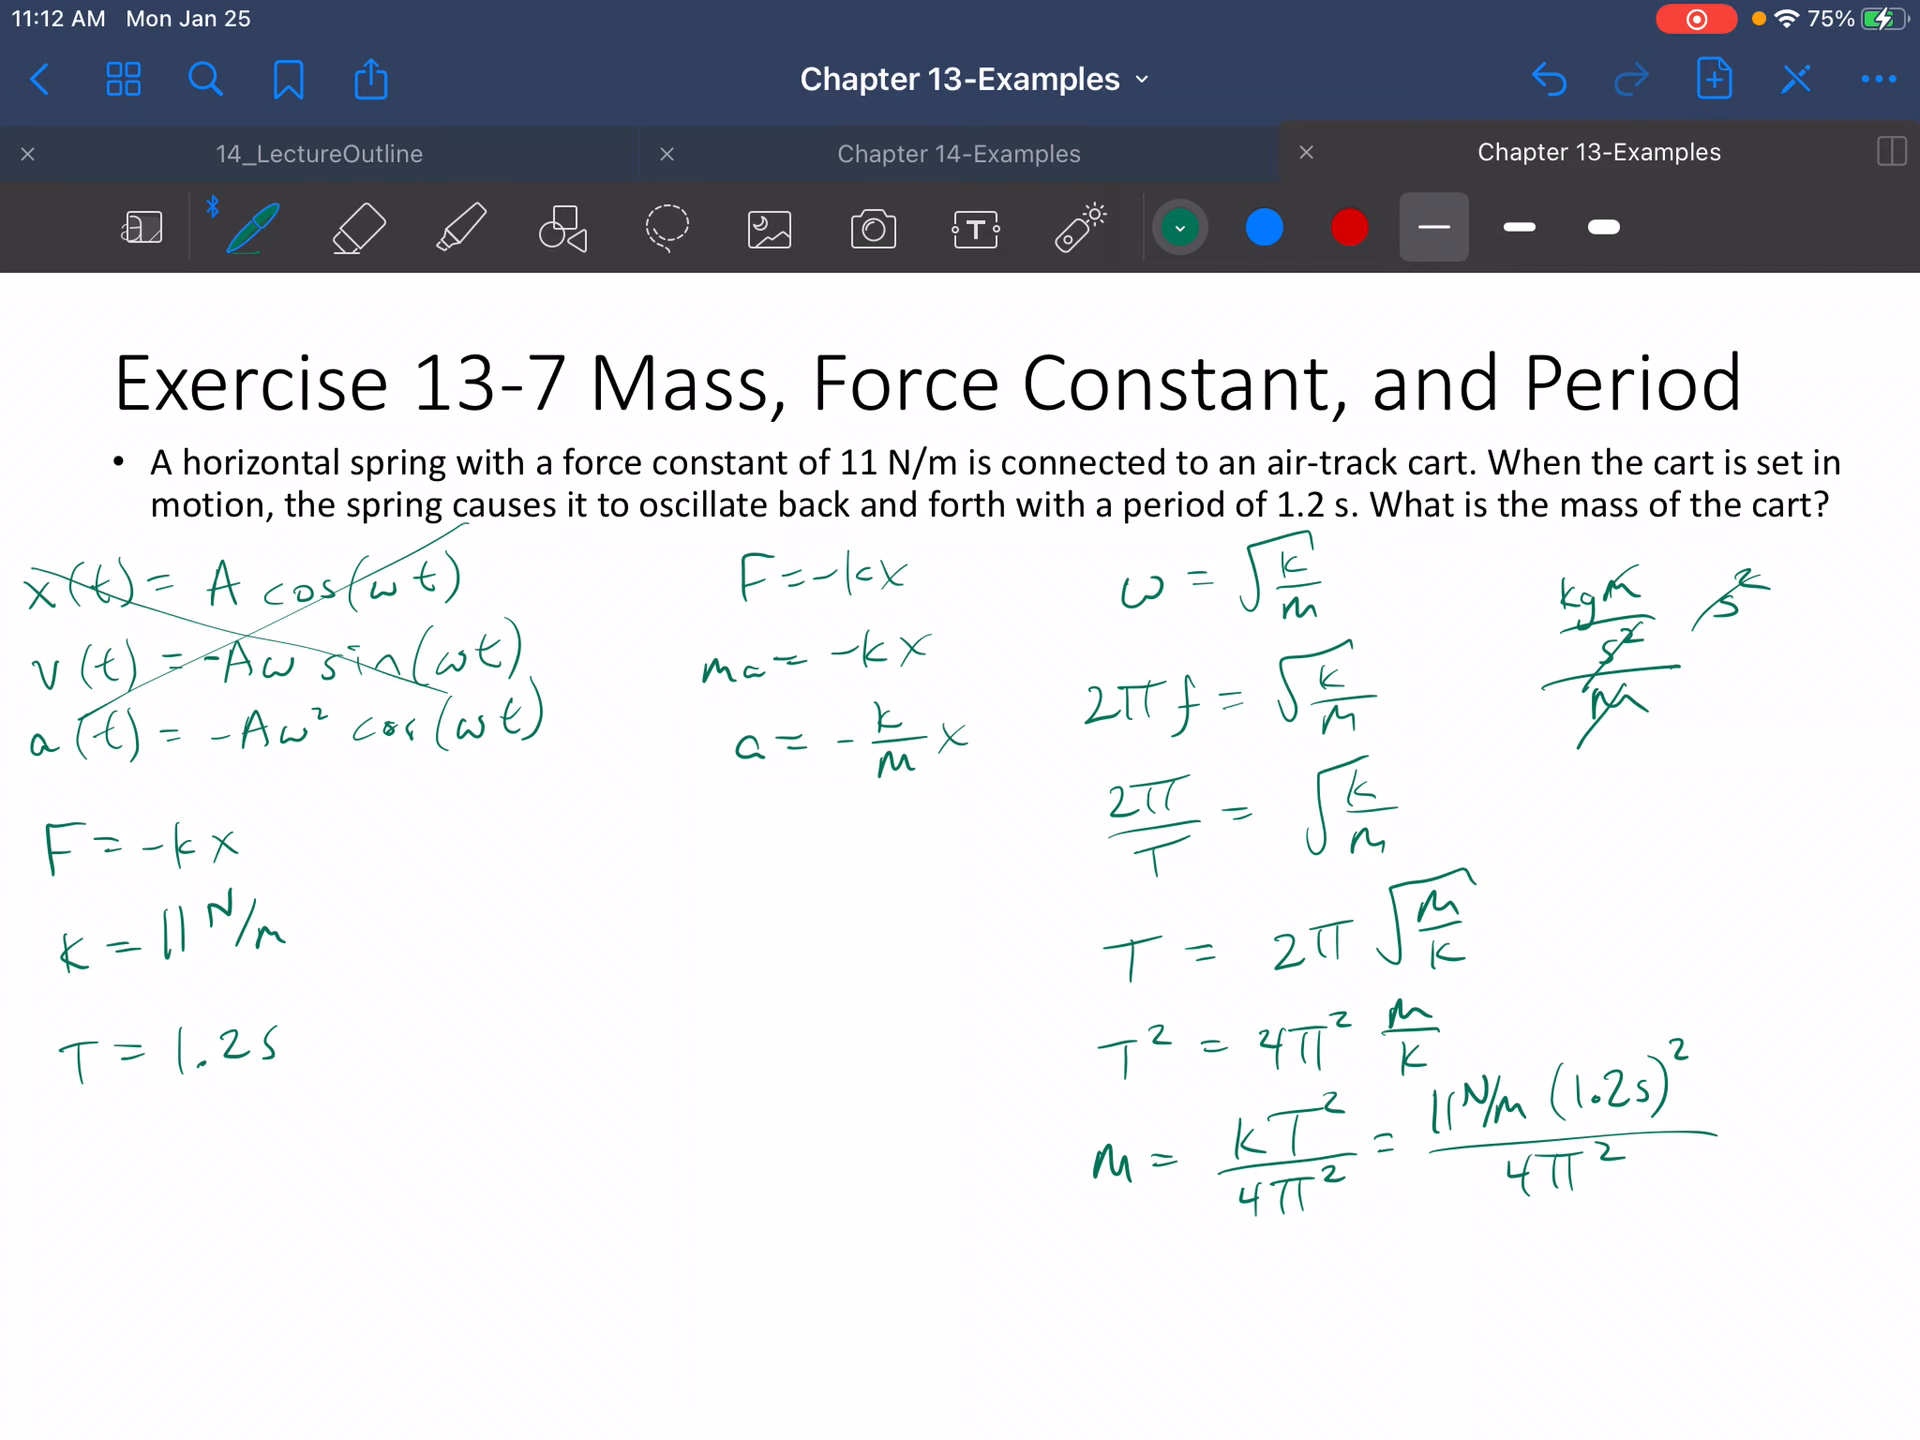 11:12 AM Mon Jan 25
75%
Chapter 13-Examples
14_LectureOutline
Chapter 14-Examples
Chapter 13-Examples
T
Exercise 13-7 Mass, Force Constant, and Period
• A horizontal spring with a force constant of 11 N/m is connected to an air-track cart. When the cart is set in
motion, the spring causes it to oscillate back and forth with a period of 1.2 s. What is the mass of the cart?
x(t) = A cos(ωt)
v(t) = -Aω sin(ωt)
a(t) = -Aω² cos(ωt)
F = -kx
k = 11 N/m
T = 1.2s
F = -kx
ma = -kx
a = -k/m x
ω = √(k/m)
2πf = √(k/m)
2π/T = √(k/m)
T = 2π √(m/k)
T² = 4π² m/k
m = kT²/4π² = 11 N/m (1.2s)²/4π²
kg m/s²/m s²